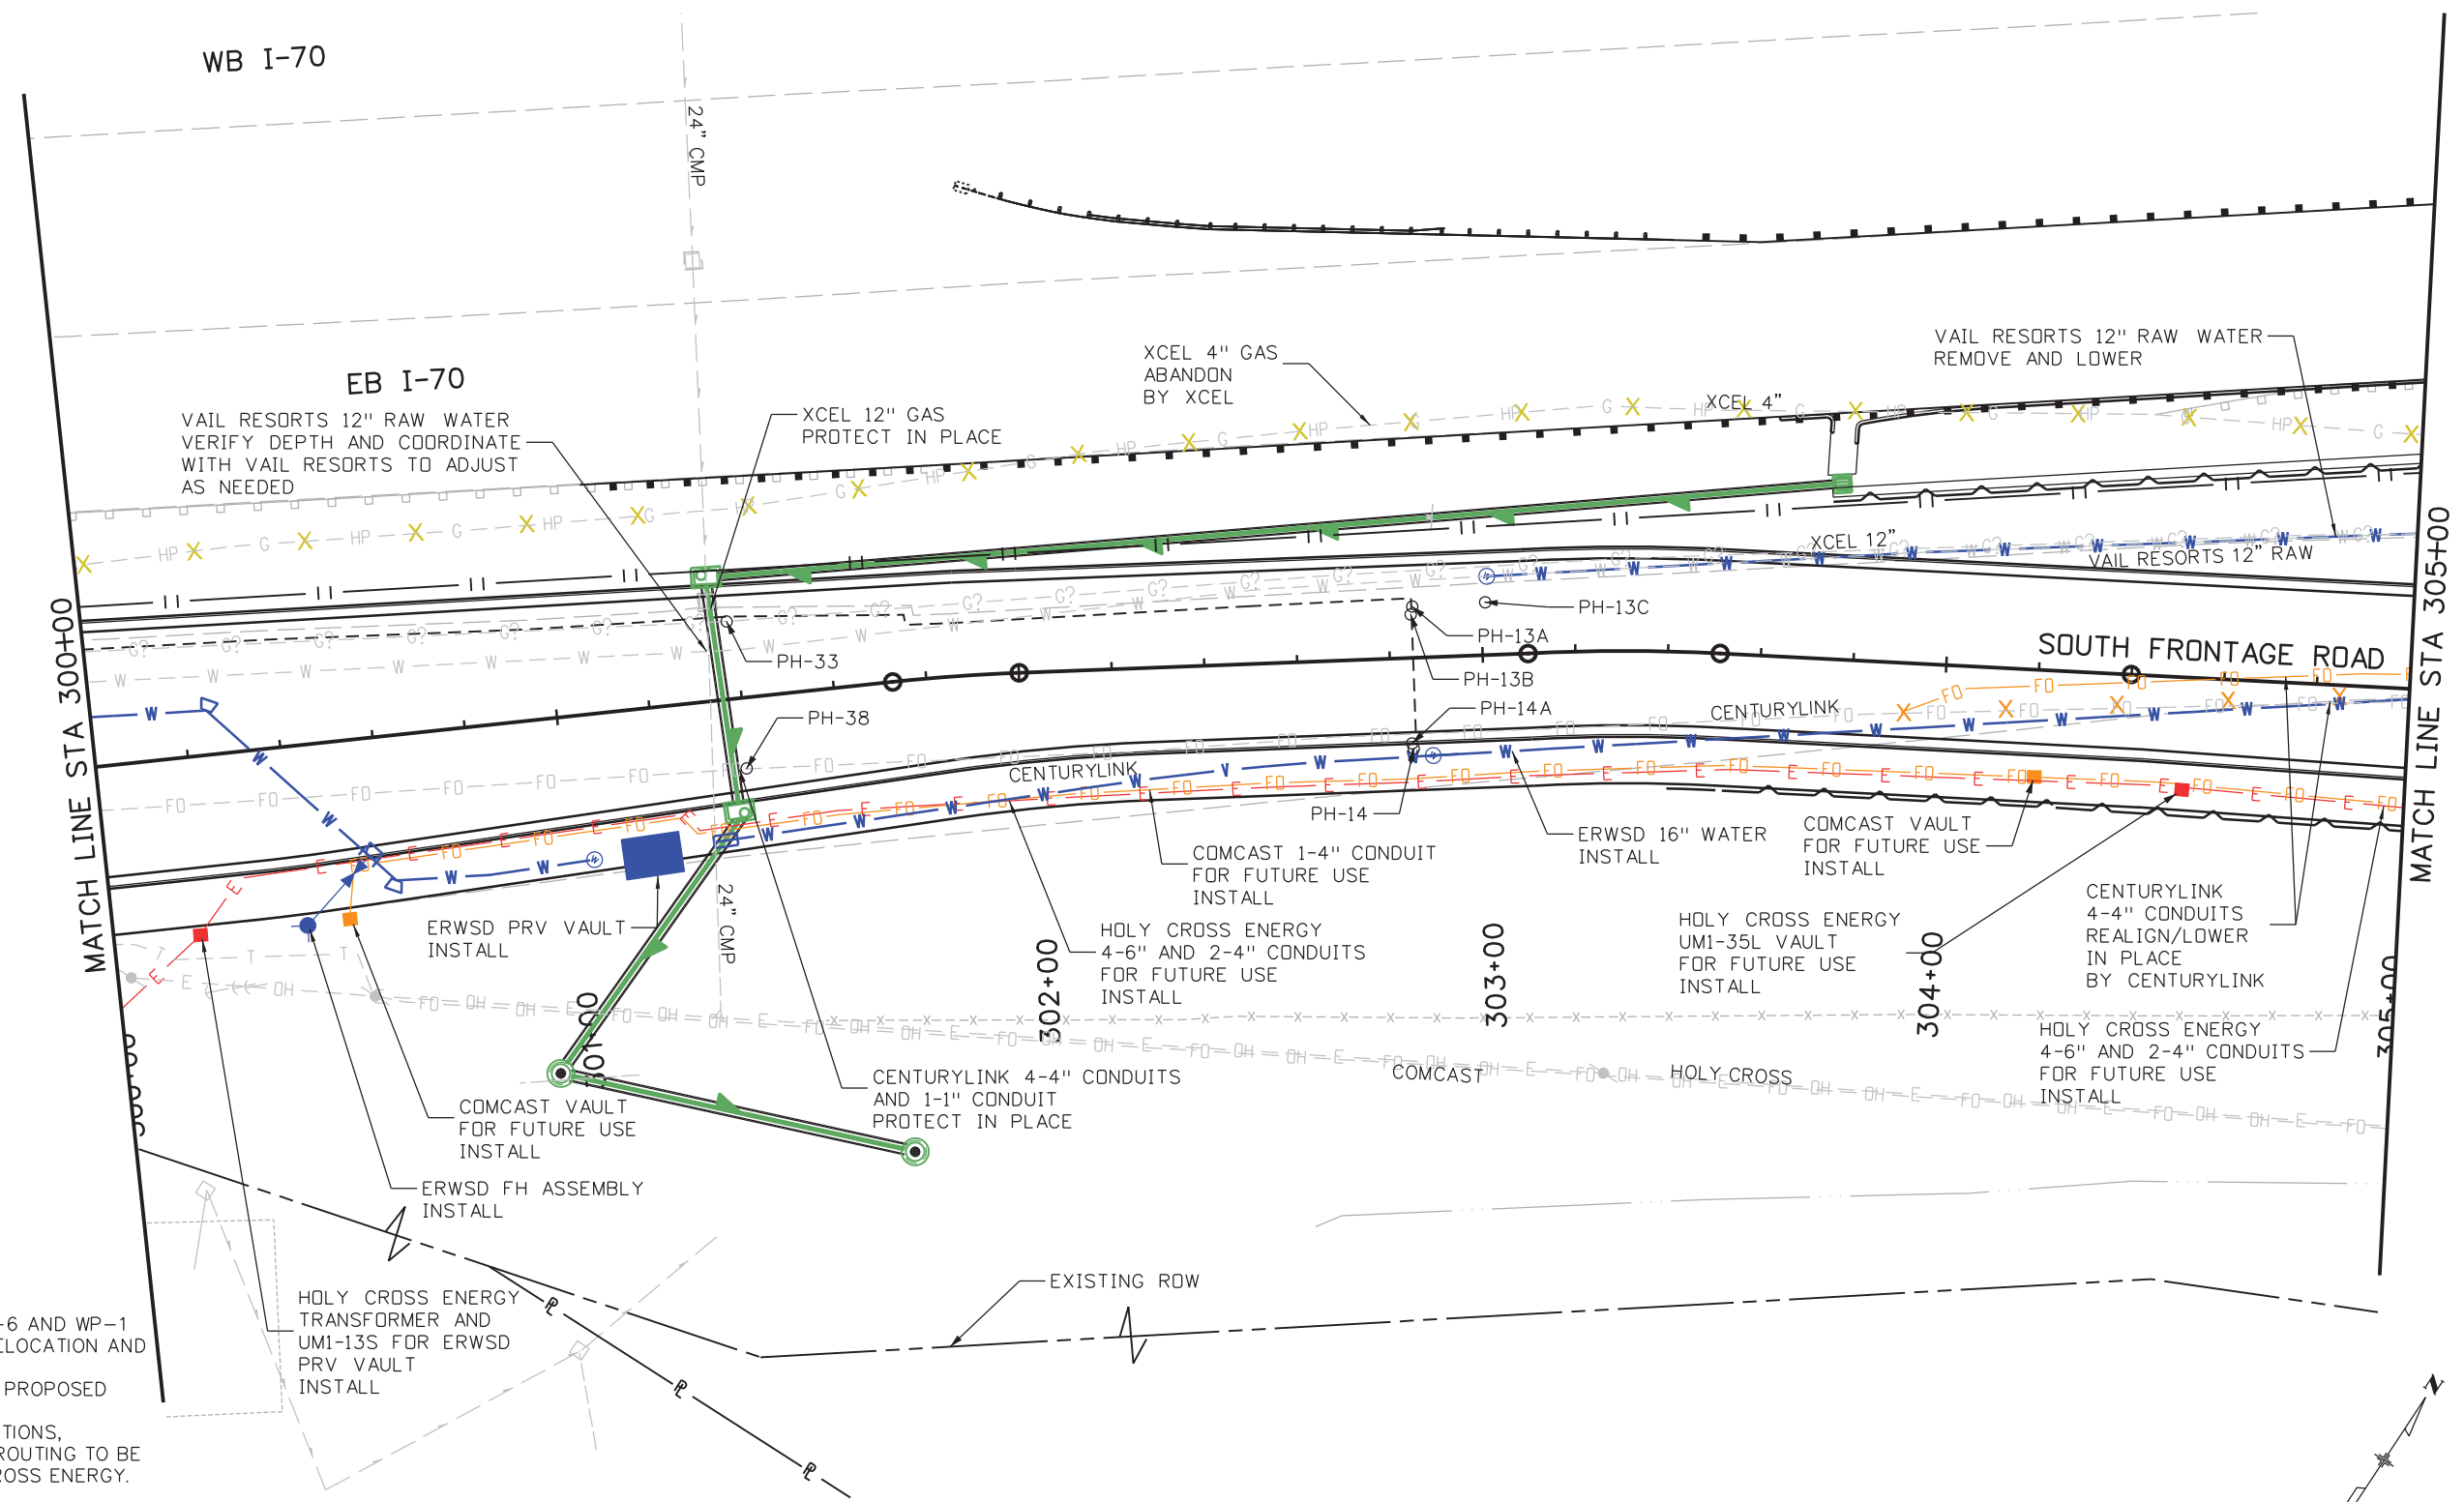 WB I-70
24" CMP
EB I-70
VAIL RESORTS 12" RAW WATER
VERIFY DEPTH AND COORDINATE
WITH VAIL RESORTS TO ADJUST
AS NEEDED
XCEL 12" GAS
PROTECT IN PLACE
XCEL 4" GAS
ABANDON
BY XCEL
VAIL RESORTS 12" RAW WATER
REMOVE AND LOWER
XCEL 4"
XCEL 12"
VAIL RESORTS 12" RAW
MATCH LINE STA 300+00
MATCH LINE STA 305+00
PH-33
PH-38
PH-13C
PH-13A
PH-13B
PH-14A
PH-14
SOUTH FRONTAGE ROAD
CENTURYLINK
CENTURYLINK
ERWSD 16" WATER
INSTALL
COMCAST 1-4" CONDUIT
FOR FUTURE USE
INSTALL
COMCAST VAULT
FOR FUTURE USE
INSTALL
HOLY CROSS ENERGY
4-6" AND 2-4" CONDUITS
FOR FUTURE USE
INSTALL
HOLY CROSS ENERGY
UM1-35L VAULT
FOR FUTURE USE
INSTALL
CENTURYLINK
4-4" CONDUITS
REALIGN/LOWER
IN PLACE
BY CENTURYLINK
ERWSD PRV VAULT
INSTALL
24" CMP
302+00
303+00
304+00
305+00
HOLY CROSS ENERGY
4-6" AND 2-4" CONDUITS
FOR FUTURE USE
INSTALL
COMCAST
HOLY CROSS
CENTURYLINK 4-4" CONDUITS
AND 1-1" CONDUIT
PROTECT IN PLACE
COMCAST VAULT
FOR FUTURE USE
INSTALL
ERWSD FH ASSEMBLY
INSTALL
EXISTING ROW
HOLY CROSS ENERGY
TRANSFORMER AND
UM1-13S FOR ERWSD
PRV VAULT
INSTALL
-6 AND WP-1
ELOCATION AND
PROPOSED
TIONS,
ROUTING TO BE
ROSS ENERGY.
N